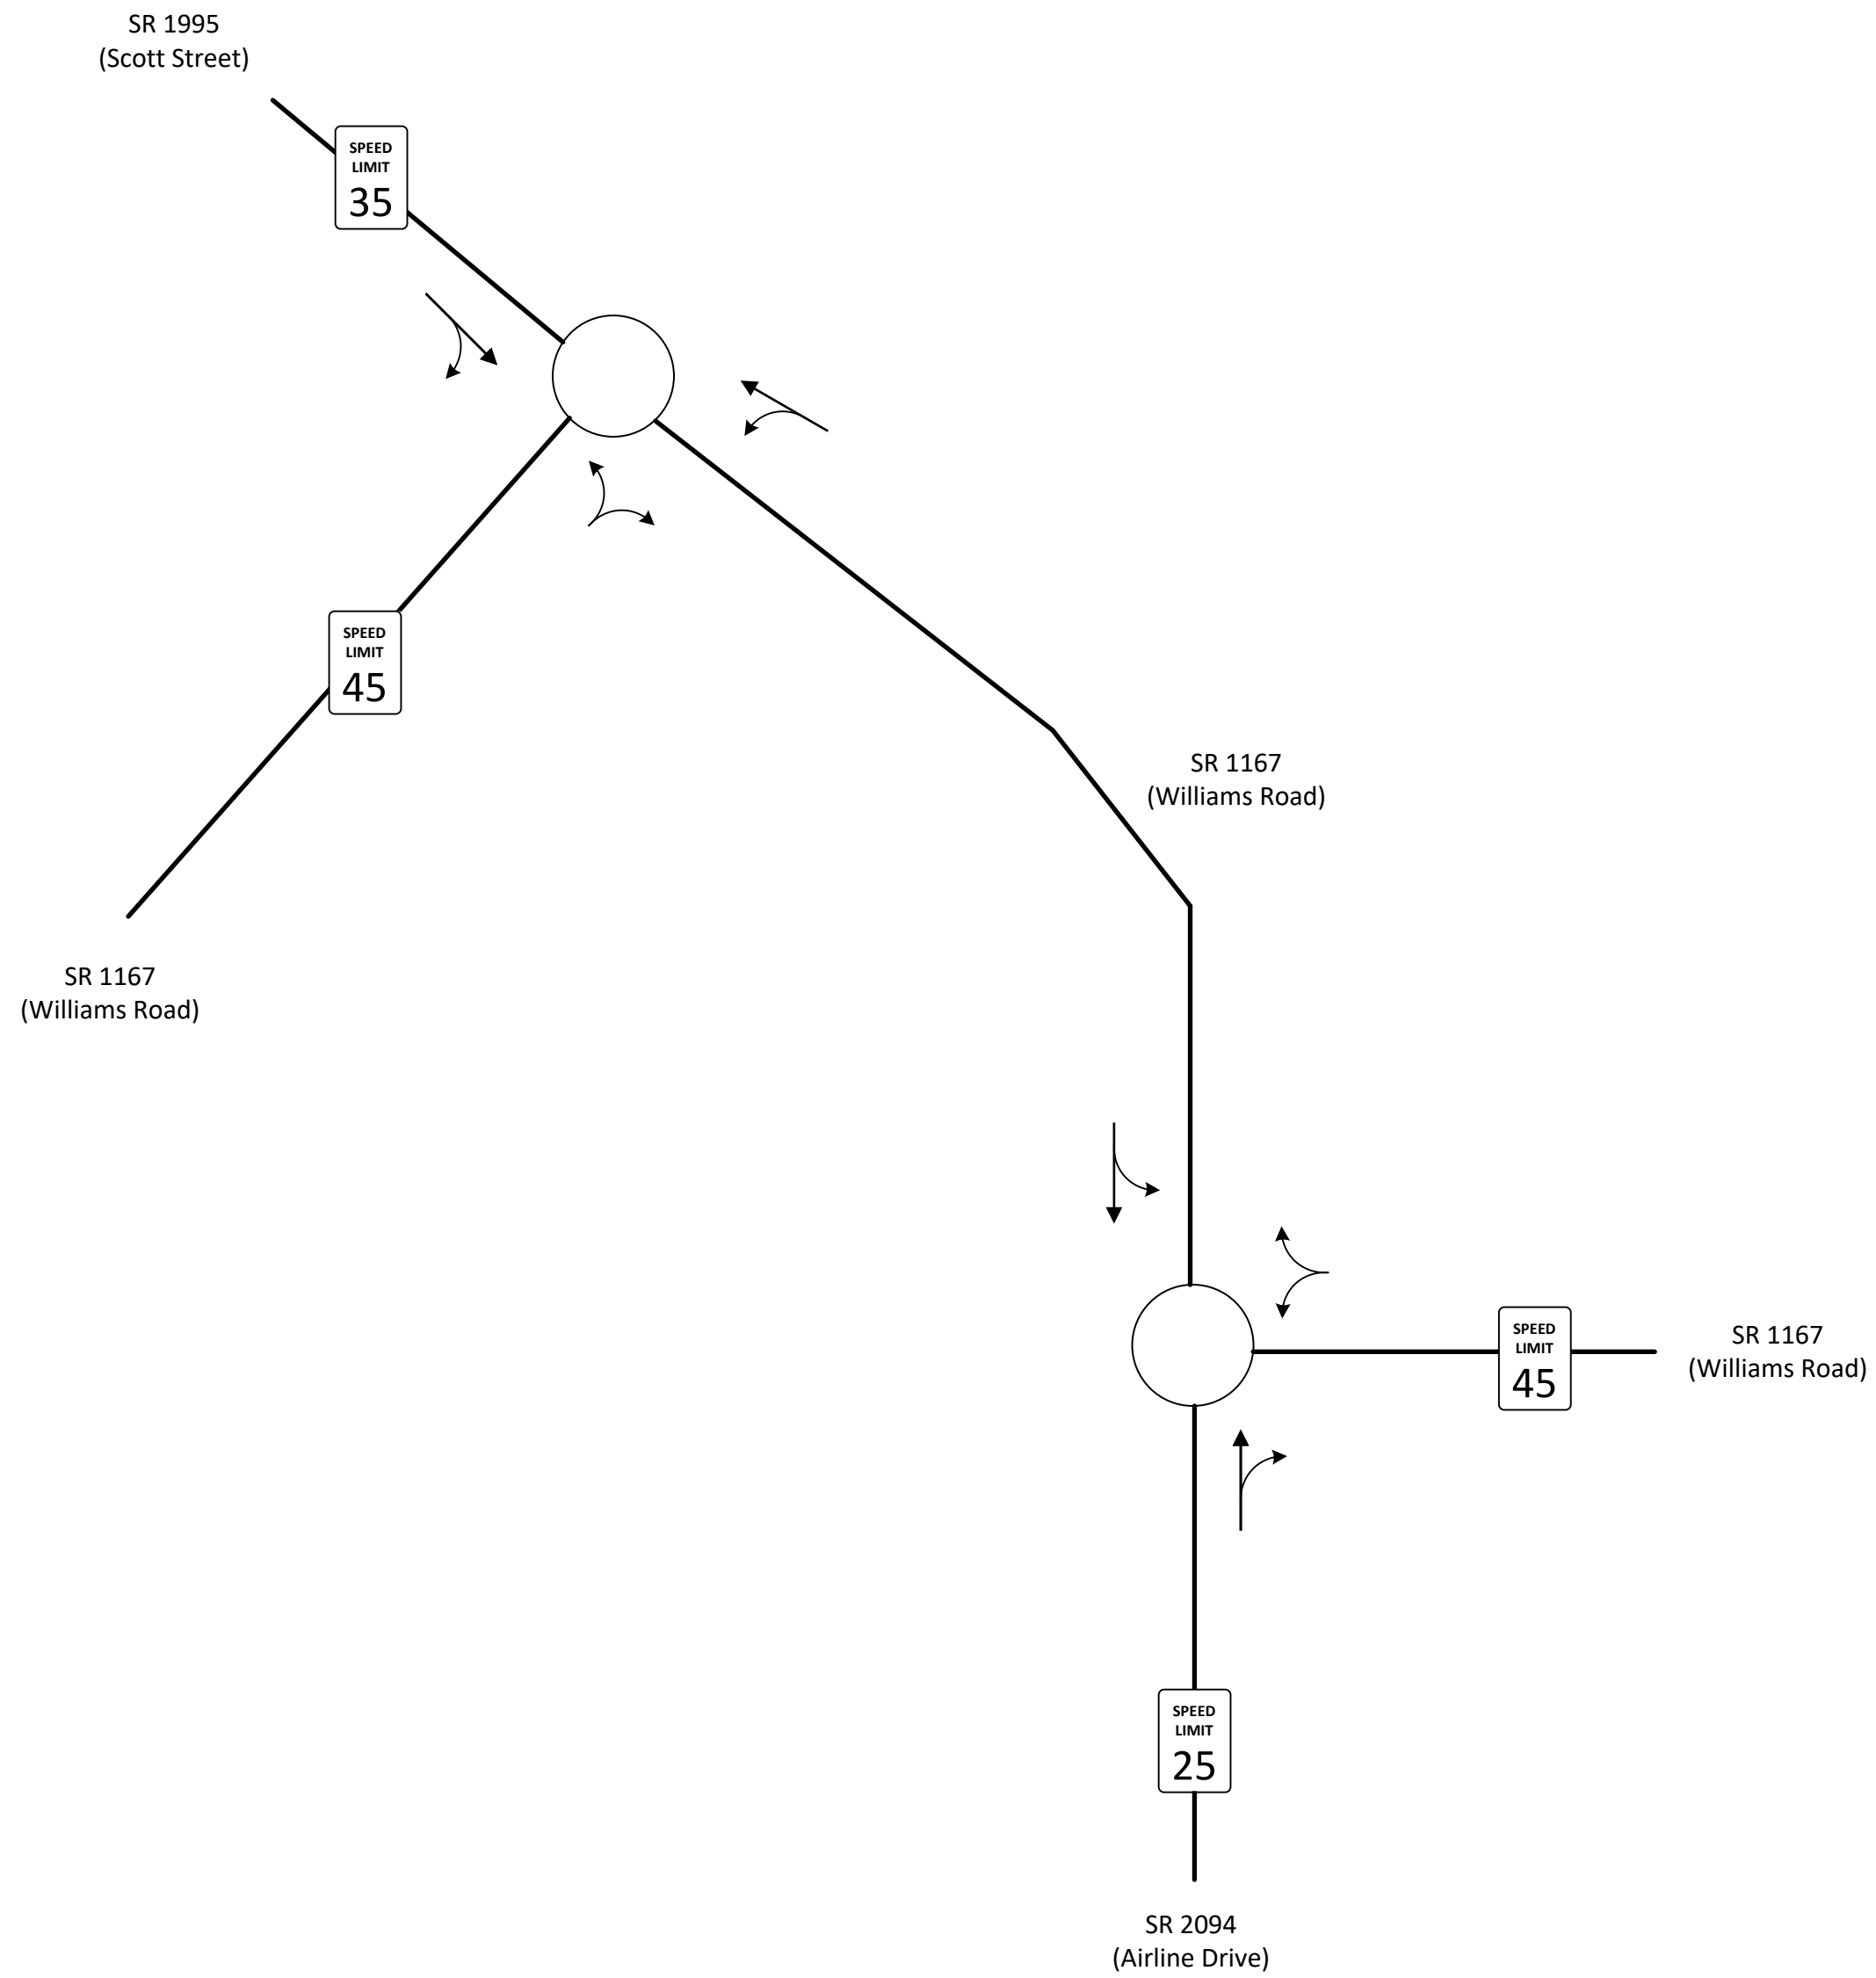 SR 1995
(Scott Street)
SPEED
LIMIT
35
SPEED
LIMIT
45
SR 1167
(Williams Road)
SR 1167
(Williams Road)
SPEED
LIMIT
45
SR 1167
(Williams Road)
SPEED
LIMIT
25
SR 2094
(Airline Drive)